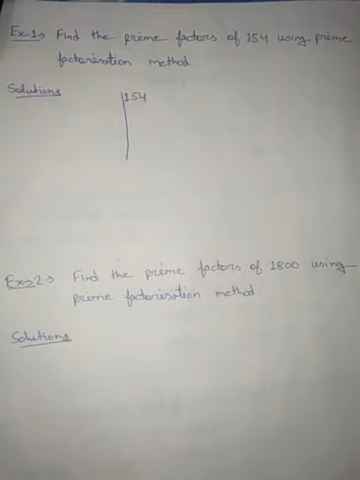 Ex-1→ Find the prime factors of 154 using prime
factorisation method
Solutions
154
Ex→2→ Find the prime factors of 1800 using
prime factorisation method.
Solutions